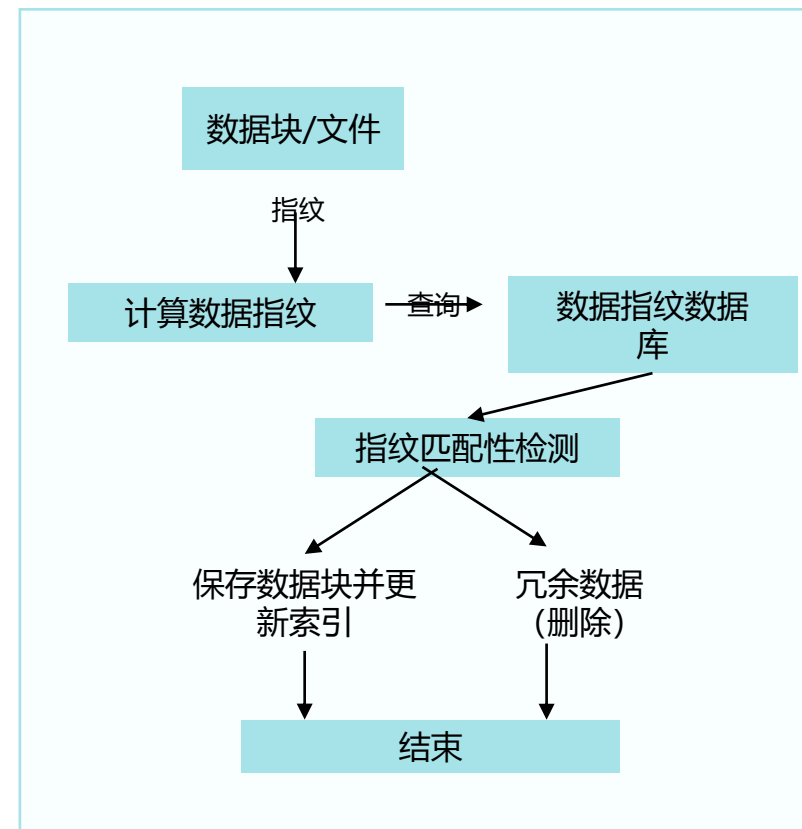 数据块/文件
指纹
计算数据指纹
查询
数据指纹数据
库
指纹匹配性检测
保存数据块并更
新索引
冗余数据
（删除）
结束